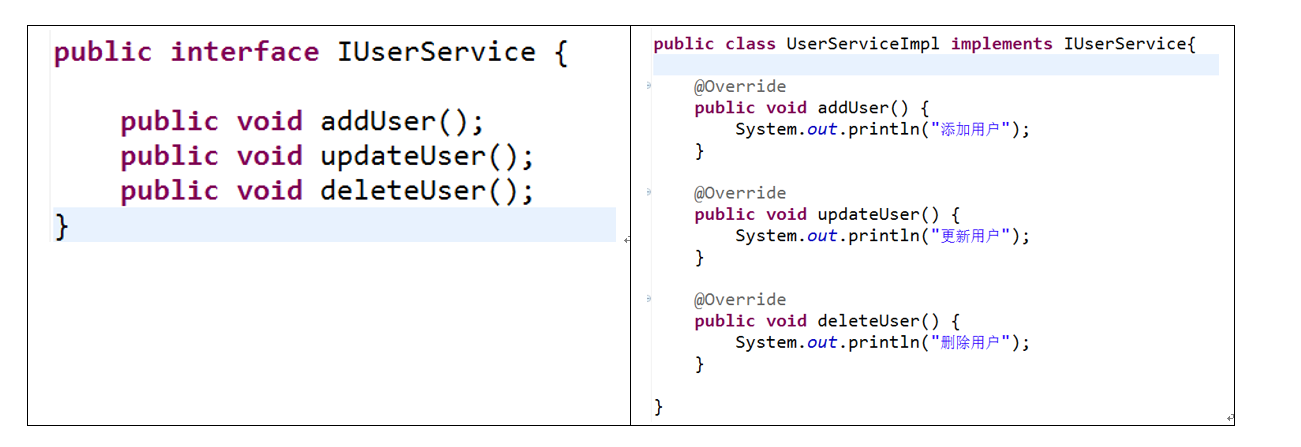 public interface IUserService {
public void addUser();
public void updateUser();
public void deleteUser();
}
public class UserServiceImpl implements IUserService{
@Override
public void addUser() {
System.out.println("添加用户");
}
@Override
public void updateUser() {
System.out.println("更新用户");
}
@Override
public void deleteUser() {
System.out.println("删除用户");
}
}